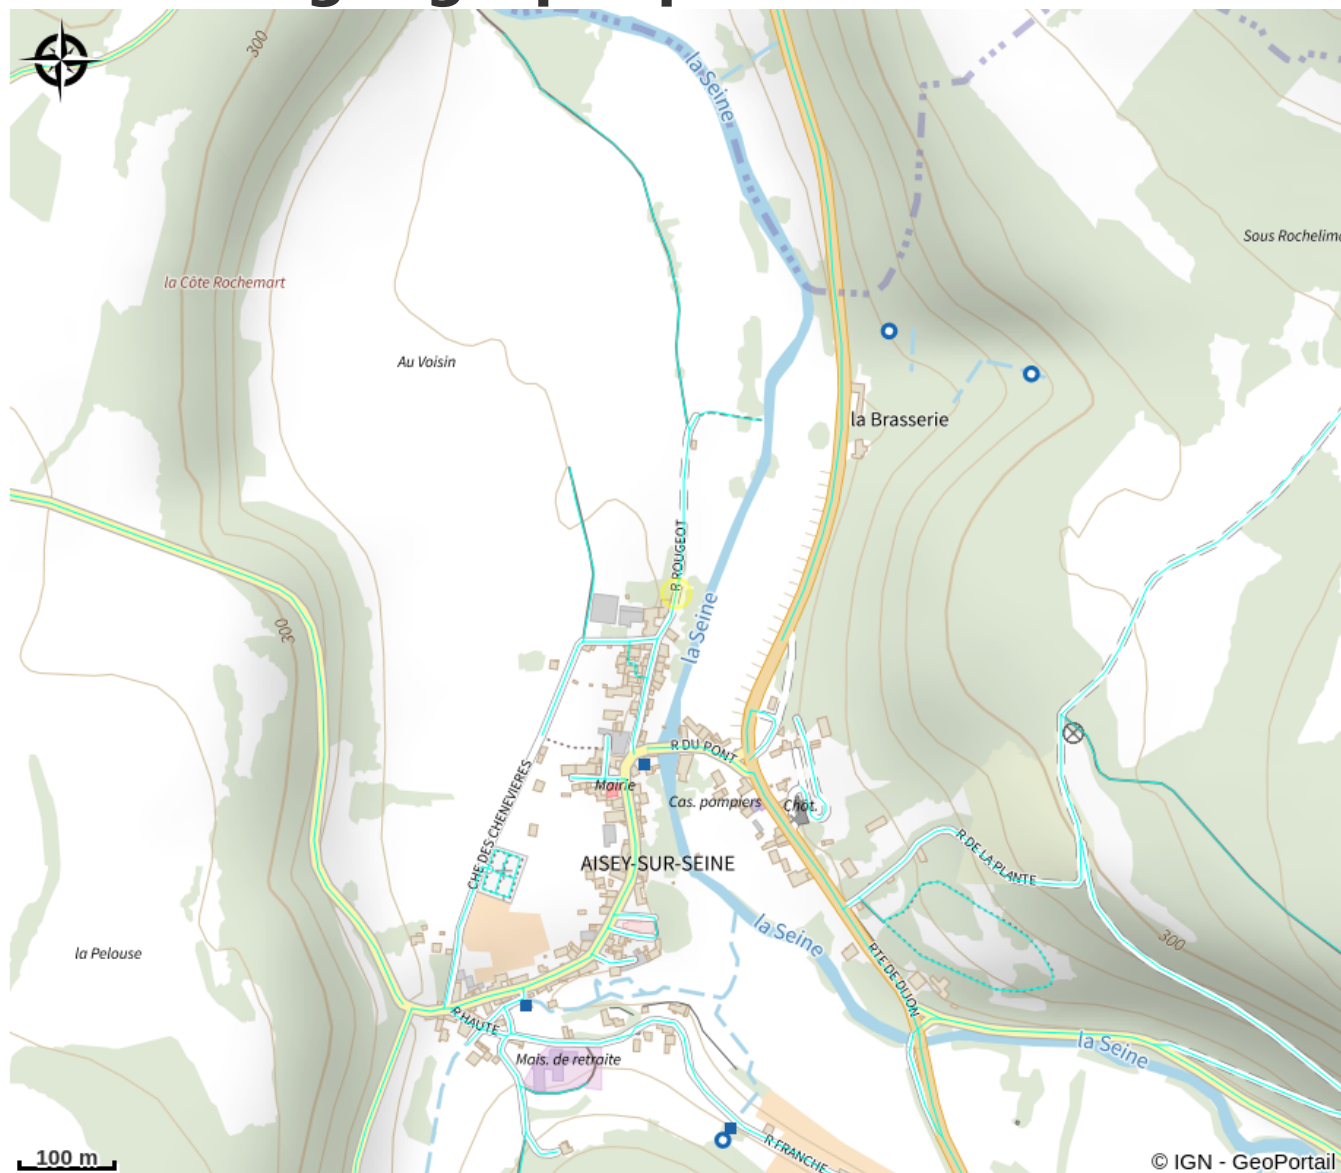 300
la Seine
Sous Rochelim
la Côte Rochemart
Au Voisin
la Brasserie
R ROUGEOT
la Seine
300
R DU PONT
Mairie
Cas. pompiers
Chât.
CHE DES CHENEVIERES
R DE LA PLANTE
AISEY-SUR-SEINE
la Seine
300
la Pelouse
RTE DE DIJON
R HAUTE
la Seine
Mais. de retraite
R FRANCHE
100 m
© IGN - GeoPortail